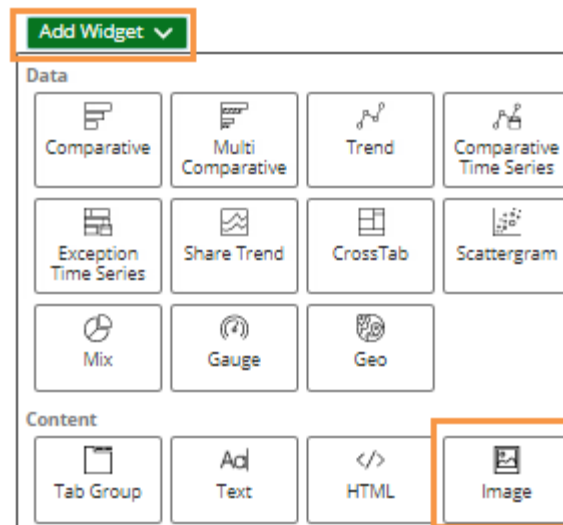 Add Widget
Data
Comparative
Multi
Comparative
Trend
Comparative
Time Series
Exception
Time Series
Share Trend
CrossTab
Scattergram
Mix
Gauge
Geo
Content
Tab Group
Aa
Text
</>
HTML
Image